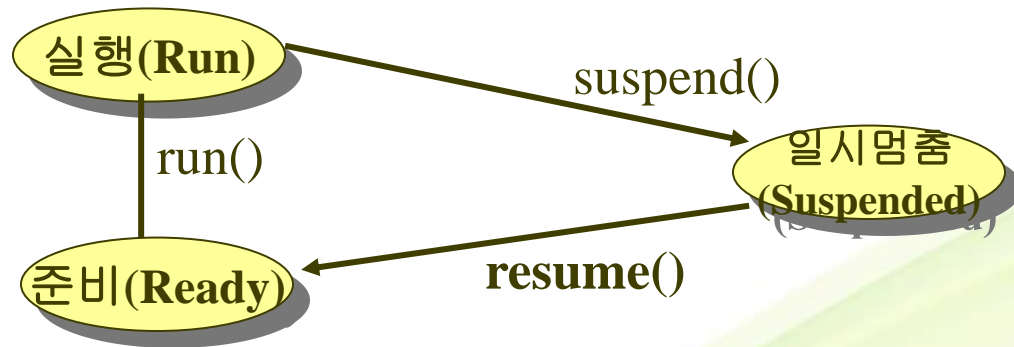 실행(Run)
suspend()
일시멈춤
(Suspended)
run()
준비(Ready)
resume()